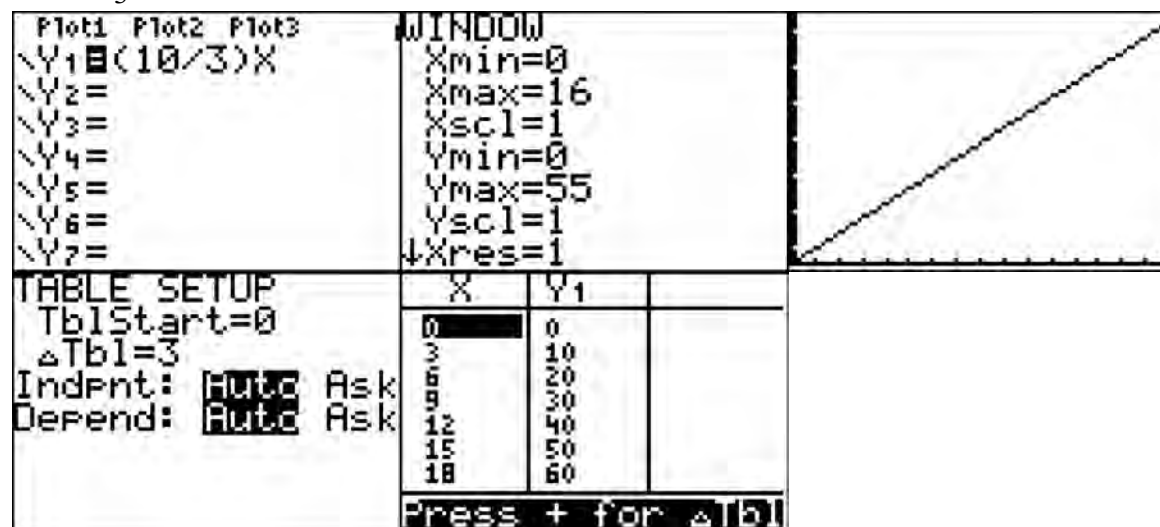 Plot1 Plot2 Plot3
\Y1=(10/3)X
\Y2=
\Y3=
\Y4=
\Y5=
\Y6=
\Y7=
WINDOW
Xmin=0
Xmax=16
Xscl=1
Ymin=0
Ymax=55
Yscl=1
↓Xres=1
TABLE SETUP
TblStart=0
△Tbl=3
Indpnt: Auto Ask
Depend: Auto Ask
X Y1
0 0
3 10
6 20
9 30
12 40
15 50
18 60
Press + for △Tbl